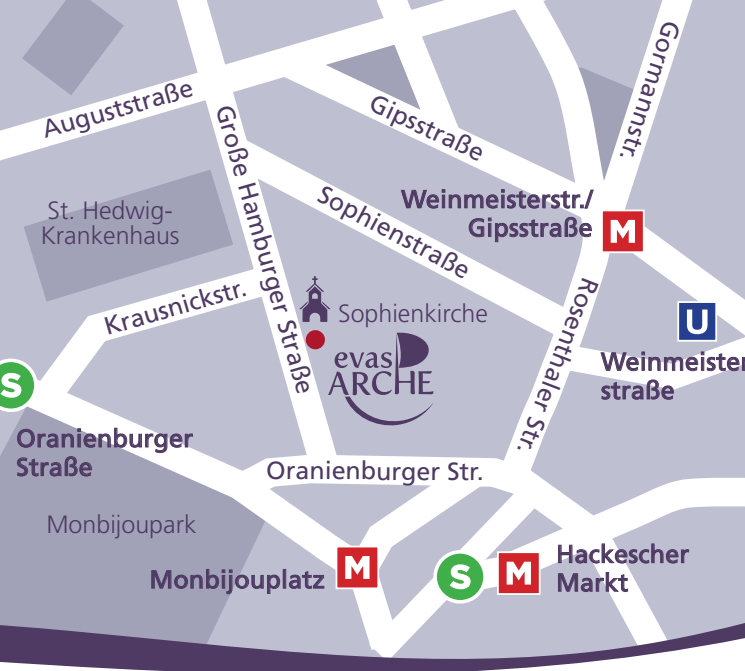 Gormannstr.
Auguststraße
Gipsstraße
Große Hamburger Straße
St. Hedwig-
Krankenhaus
Sophienstraße
Weinmeisterstr./
Gipsstraße
M
Krausnickstr.
Sophienkirche
Rosenthaler Str.
U
Weinmeister
straße
evas
ARCHE
S
Oranienburger
Straße
Oranienburger Str.
Monbijoupark
Monbijouplatz
M
S
M
Hackescher
Markt